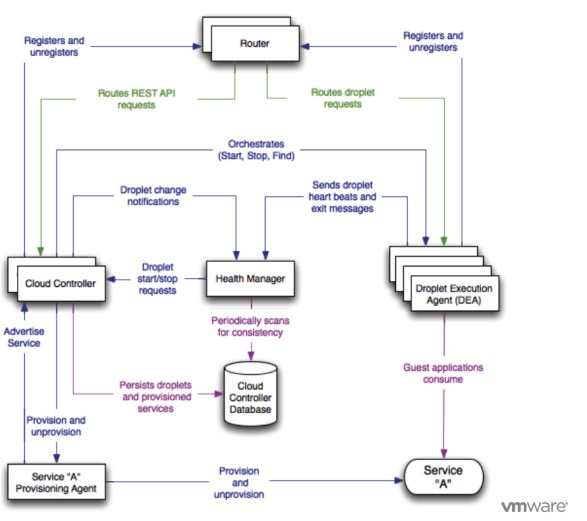 Registers and
unregisters
Router
Registers and
unregisters
Routes REST API
requests
Routes droplet
requests
Orchestrates
(Start, Stop, Find)
Droplet change
notifications
Sends droplet
heart beats and
exit messages
Cloud Controller
Droplet
start/stop
requests
Health Manager
Droplet Execution
Agent (DEA)
Advertise
Service
Periodically scans
for consistency
Guest applications
consume
Persists droplets
and provisioned
services
Cloud
Controller
Database
Provision and
unprovision
Service "A"
Provisioning Agent
Provision
and
unprovision
Service
"A"
vmware